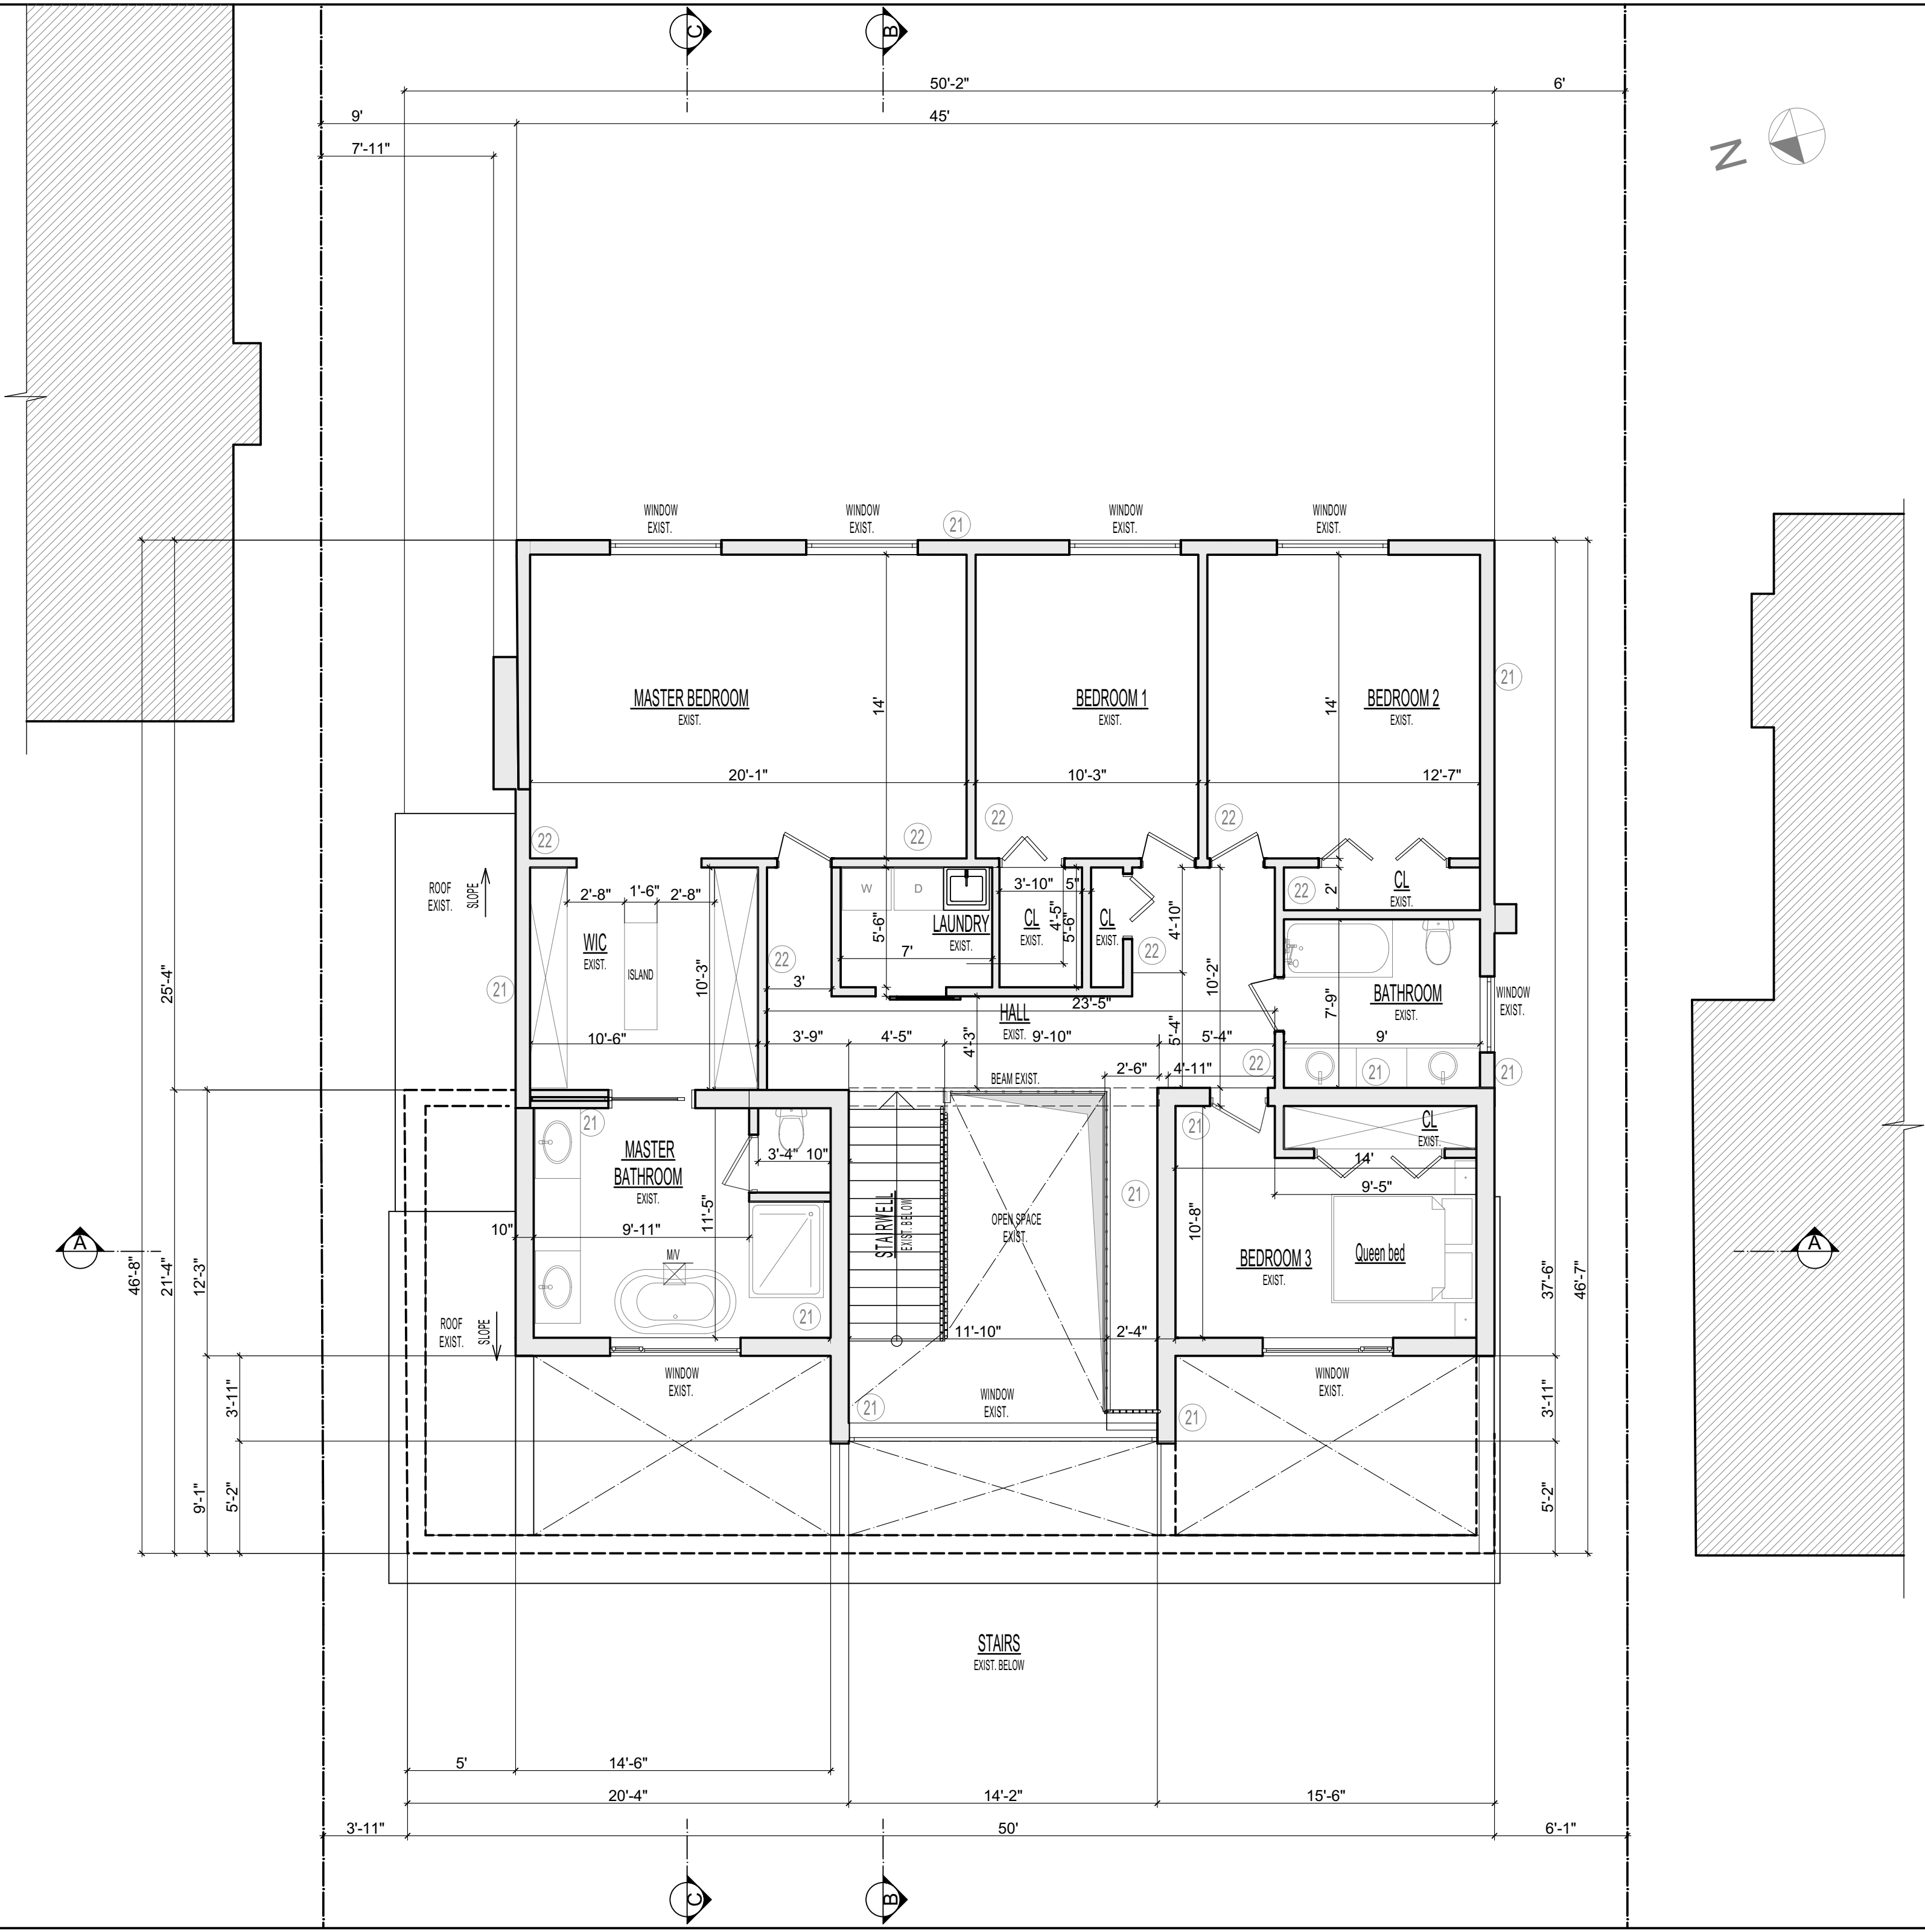 C
B
50'-2"
6'
9'
45'
7'-11"
N
WINDOW
EXIST.
WINDOW
EXIST.
21
WINDOW
EXIST.
WINDOW
EXIST.
21
MASTER BEDROOM
EXIST.
14'
BEDROOM 1
EXIST.
14'
BEDROOM 2
EXIST.
20'-1"
10'-3"
12'-7"
22
22
22
22
ROOF
EXIST.
SLOPE
2'-8"
1'-6"
2'-8"
W
D
5'-6"
LAUNDRY
EXIST.
7'
3'-10"
5"
4'-5"
5'-6"
CL
EXIST.
CL
EXIST.
4'-10"
22
22
2'
CL
EXIST.
WIC
EXIST.
ISLAND
10'-3"
22
3'
10'-2"
7'-9"
BATHROOM
EXIST.
WINDOW
EXIST.
25'-4"
21
23'-5"
HALL
EXIST.
10'-6"
3'-9"
4'-5"
4'-3"
9'-10"
5'-4"
5'-4"
9'
22
21
21
BEAM EXIST.
2'-6"
4'-11"
21
MASTER
BATHROOM
EXIST.
3'-4"
10"
21
CL
EXIST.
14'
9'-5"
11'-5"
10"
9'-11"
M/V
STAIRWELL
EXIST. BELOW
OPEN SPACE
EXIST.
21
10'-8"
BEDROOM 3
EXIST.
Queen bed
A
A
46'-8"
21'-4"
12'-3"
37'-6"
46'-7"
ROOF
EXIST.
SLOPE
21
11'-10"
2'-4"
WINDOW
EXIST.
WINDOW
EXIST.
WINDOW
EXIST.
21
21
3'-11"
3'-11"
9'-1"
5'-2"
5'-2"
STAIRS
EXIST. BELOW
5'
14'-6"
20'-4"
14'-2"
15'-6"
3'-11"
50'
6'-1"
C
B